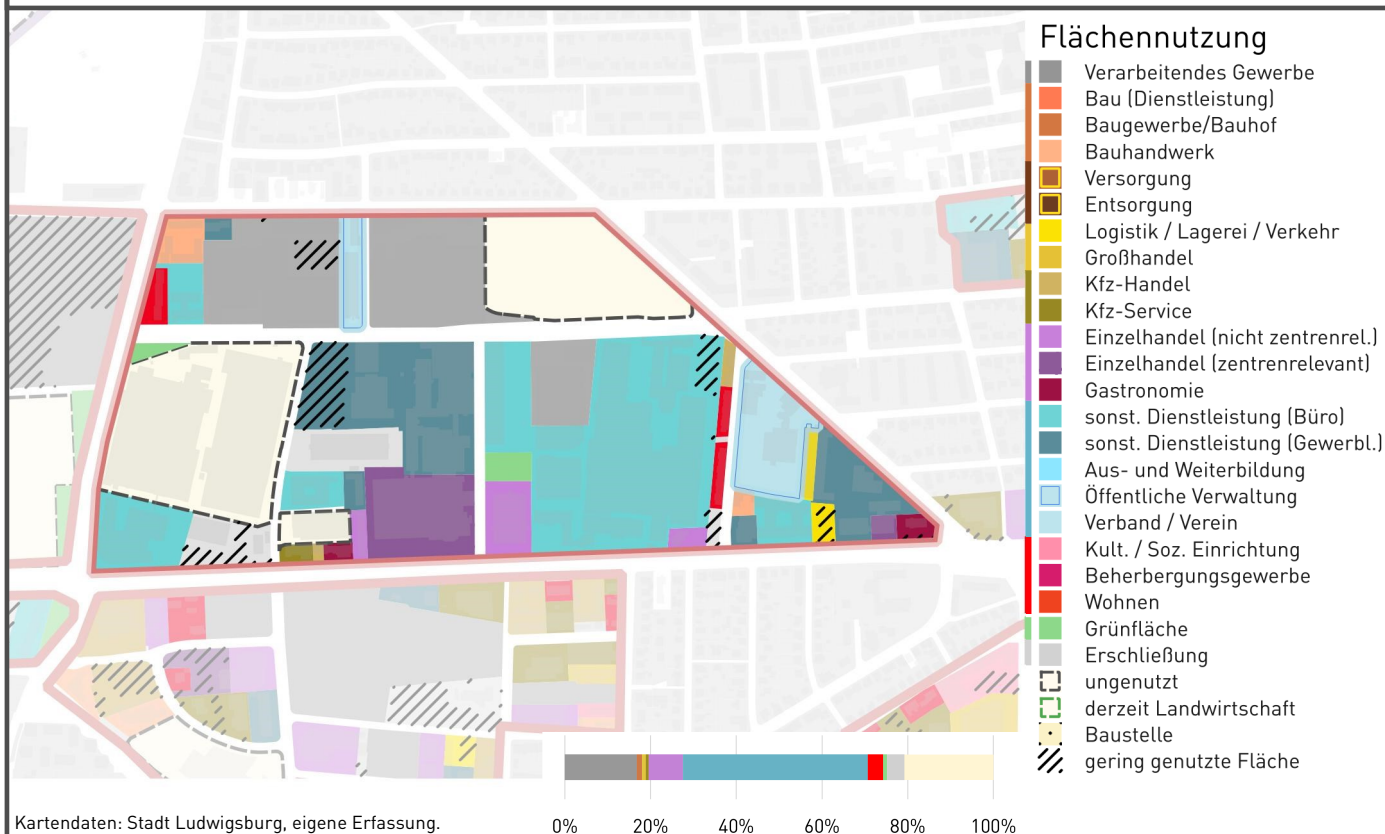 Flächennutzung
Verarbeitendes Gewerbe
Bau (Dienstleistung)
Baugewerbe/Bauhof
Bauhandwerk
Versorgung
Entsorgung
Logistik / Lagerei / Verkehr
Großhandel
Kfz-Handel
Kfz-Service
Einzelhandel (nicht zentrenrel.)
Einzelhandel (zentrenrelevant)
Gastronomie
sonst. Dienstleistung (Büro)
sonst. Dienstleistung (Gewerbl.)
Aus- und Weiterbildung
Öffentliche Verwaltung
Verband / Verein
Kult. / Soz. Einrichtung
Beherbergungsgewerbe
Wohnen
Grünfläche
Erschließung
ungenutzt
derzeit Landwirtschaft
Baustelle
gering genutzte Fläche
Kartendaten: Stadt Ludwigsburg, eigene Erfassung.
0% 20% 40% 60% 80% 100%